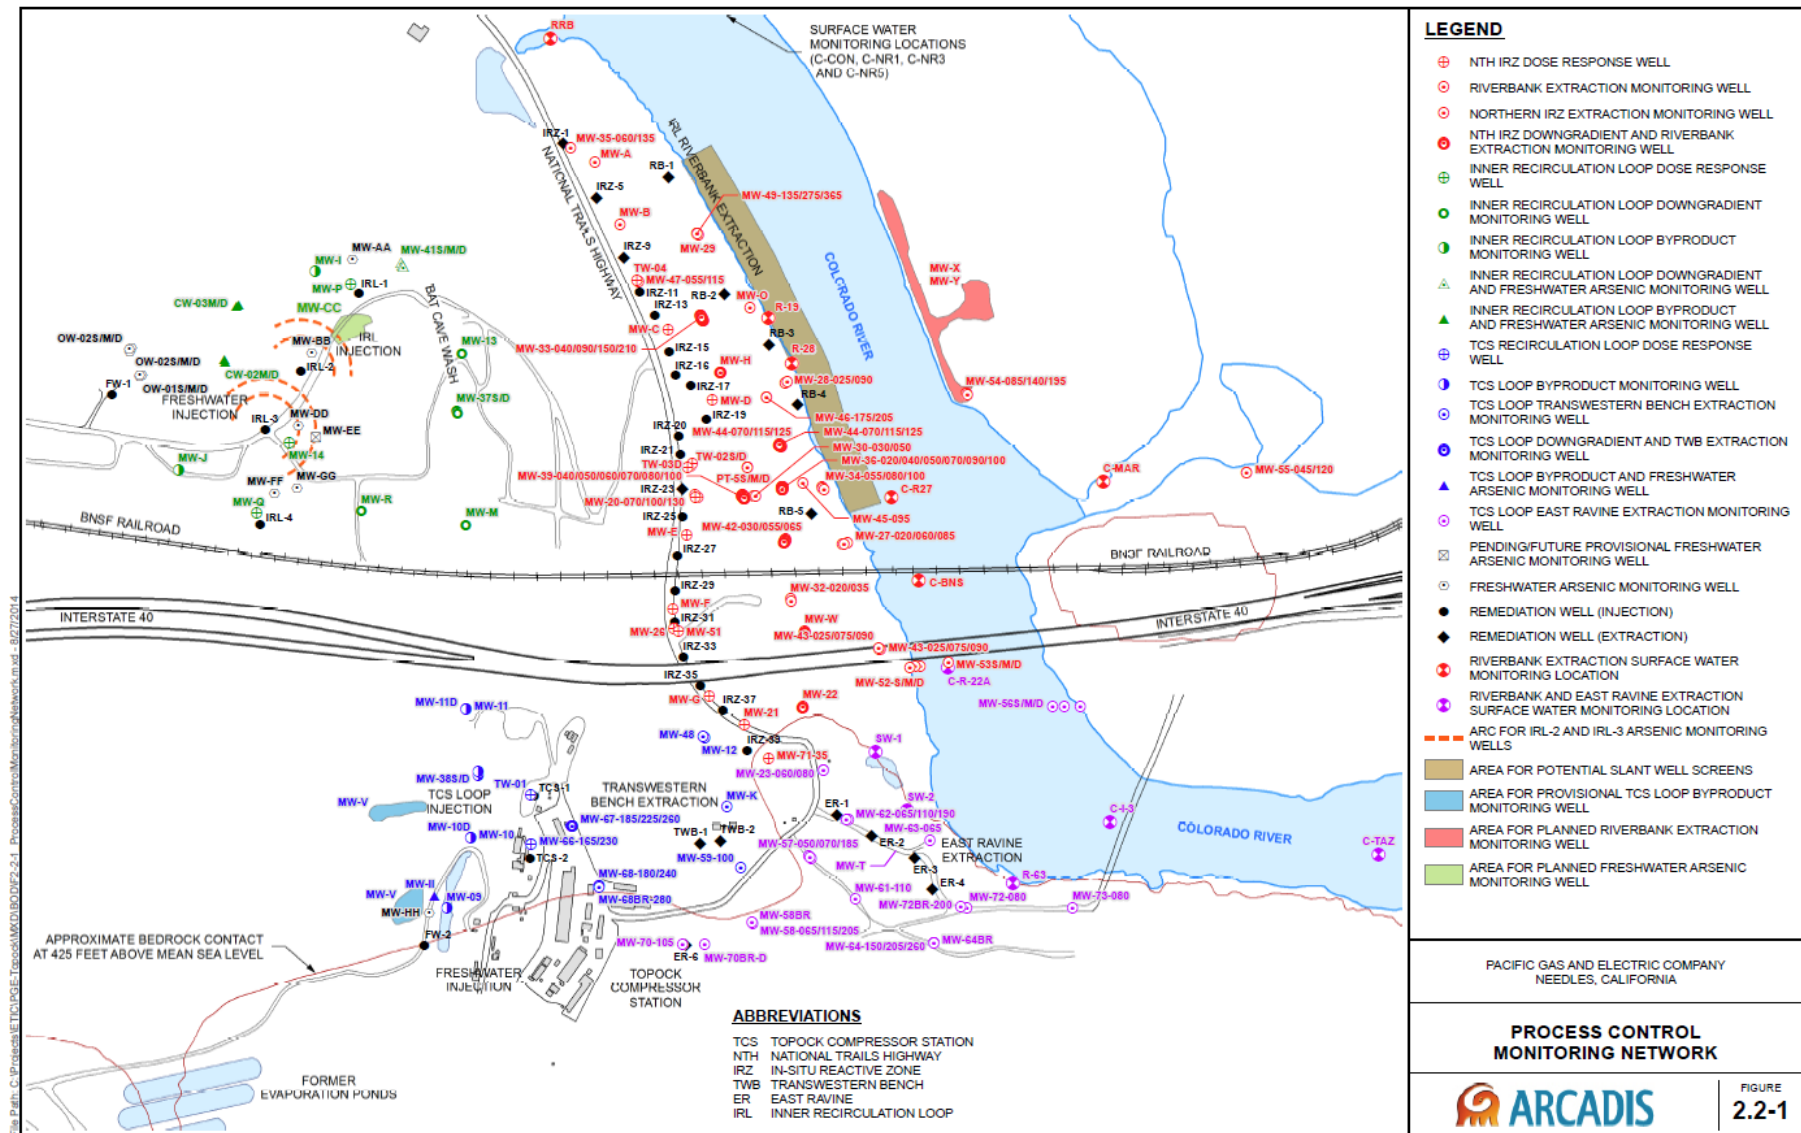 RRB
SURFACE WATER
MONITORING LOCATIONS
(C-CON, C-NR1, C-NR3
AND C-NR5)
IRZ-1
MW-35-060/135
MW-A
IRL RIVERBANK EXTRACTION
RB-1
NATIONAL TRAILS HIGHWAY
IRZ-5
MW-49-135/275/365
MW-B
MW-29
IRZ-9
COLORADO RIVER
MW-AA
MW-41S/M/D
MW-I
MW-P
IRL-1
TW-04
MW-47-055/115
IRZ-11
RB-2
MW-O
MW-X
MW-Y
CW-03M/D
MW-CC
BAT CAVE WASH
IRZ-13
R-19
MW-C
RB-3
OW-02S/M/D
MW-BB
IRL
INJECTION
MW-13
MW-33-040/090/150/210
IRZ-15
R-28
OW-02S/M/D
CW-02M/D
IRL-2
IRZ-16
MW-H
FW-1
OW-01S/M/D
IRZ-17
MW-28-025/090
MW-54-085/140/195
FRESHWATER
INJECTION
MW-37S/D
MW-D
RB-4
MW-DD
IRL-3
IRZ-19
MW-46-175/205
MW-EE
IRZ-20
MW-44-070/115/125
MW-44-070/115/125
MW-14
IRZ-21
MW-30-030/050
MW-J
TW-03D
TW-02S/D
MW-36-020/040/050/070/090/100
C-MAR
MW-55-045/120
MW-GG
MW-39-040/050/060/070/080/100
PT-5S/M/D
MW-34-055/080/100
MW-FF
IRZ-23
C-R27
MW-Q
MW-R
MW-20-070/100/130
IRL-4
MW-M
IRZ-25
RB-5
MW-45-095
BNSF RAILROAD
MW-E
MW-42-030/055/065
MW-27-020/060/085
IRZ-27
BNSF RAILROAD
C-BNS
IRZ-29
MW-32-020/035
INTERSTATE 40
MW-F
IRZ-31
MW-W
INTERSTATE 40
MW-26
MW-51
MW-43-025/075/090
IRZ-33
MW-43-025/075/090
MW-53S/M/D
IRZ-35
MW-52-S/M/D
C-R-22A
MW-G
IRZ-37
MW-22
MW-56S/M/D
MW-11D
MW-11
MW-21
MW-48
MW-12
IRZ-39
SW-1
MW-71-35
MW-38S/D
MW-23-060/080
TCS LOOP
INJECTION
TW-01
TCS-1
TRANSWESTERN
BENCH EXTRACTION
MW-V
MW-K
SW-2
ER-1
MW-62-065/110/190
C-I-3
MW-67-185/225/260
MW-63-065
COLORADO RIVER
MW-10D
MW-10
MW-66-165/230
TWB-1
TWB-2
ER-2
EAST RAVINE
EXTRACTION
C-TAZ
TCS-2
MW-57-050/070/185
MW-59-100
MW-T
ER-3
MW-68-180/240
R-63
MW-II
MW-V
ER-4
MW-61-110
MW-09
MW-68BR-280
MW-72BR-200
MW-72-080
MW-73-080
MW-HH
MW-58BR
MW-58-065/115/205
FW-2
MW-70-105
MW-64-150/205/260
MW-64BR
ER-6
MW-70BR-D
APPROXIMATE BEDROCK CONTACT
AT 425 FEET ABOVE MEAN SEA LEVEL
FRESHWATER
INJECTION
TOPOCK
COMPRESSOR
STATION
FORMER
EVAPORATION PONDS
ABBREVIATIONS
TCS TOPOCK COMPRESSOR STATION
NTH NATIONAL TRAILS HIGHWAY
IRZ IN-SITU REACTIVE ZONE
TWB TRANSWESTERN BENCH
ER EAST RAVINE
IRL INNER RECIRCULATION LOOP
LEGEND
NTH IRZ DOSE RESPONSE WELL
RIVERBANK EXTRACTION MONITORING WELL
NORTHERN IRZ EXTRACTION MONITORING WELL
NTH IRZ DOWNGRADIENT AND RIVERBANK
EXTRACTION MONITORING WELL
INNER RECIRCULATION LOOP DOSE RESPONSE
WELL
INNER RECIRCULATION LOOP DOWNGRADIENT
MONITORING WELL
INNER RECIRCULATION LOOP BYPRODUCT
MONITORING WELL
INNER RECIRCULATION LOOP DOWNGRADIENT
AND FRESHWATER ARSENIC MONITORING WELL
INNER RECIRCULATION LOOP BYPRODUCT
AND FRESHWATER ARSENIC MONITORING WELL
TCS RECIRCULATION LOOP DOSE RESPONSE
WELL
TCS LOOP BYPRODUCT MONITORING WELL
TCS LOOP TRANSWESTERN BENCH EXTRACTION
MONITORING WELL
TCS LOOP DOWNGRADIENT AND TWB EXTRACTION
MONITORING WELL
TCS LOOP BYPRODUCT AND FRESHWATER
ARSENIC MONITORING WELL
TCS LOOP EAST RAVINE EXTRACTION MONITORING
WELL
PENDING/FUTURE PROVISIONAL FRESHWATER
ARSENIC MONITORING WELL
FRESHWATER ARSENIC MONITORING WELL
REMEDIATION WELL (INJECTION)
REMEDIATION WELL (EXTRACTION)
RIVERBANK EXTRACTION SURFACE WATER
MONITORING LOCATION
RIVERBANK AND EAST RAVINE EXTRACTION
SURFACE WATER MONITORING LOCATION
ARC FOR IRL-2 AND IRL-3 ARSENIC MONITORING
WELLS
AREA FOR POTENTIAL SLANT WELL SCREENS
AREA FOR PROVISIONAL TCS LOOP BYPRODUCT
MONITORING WELL
AREA FOR PLANNED RIVERBANK EXTRACTION
MONITORING WELL
AREA FOR PLANNED FRESHWATER ARSENIC
MONITORING WELL
PACIFIC GAS AND ELECTRIC COMPANY
NEEDLES, CALIFORNIA
PROCESS CONTROL
MONITORING NETWORK
ARCADIS
FIGURE
2.2-1